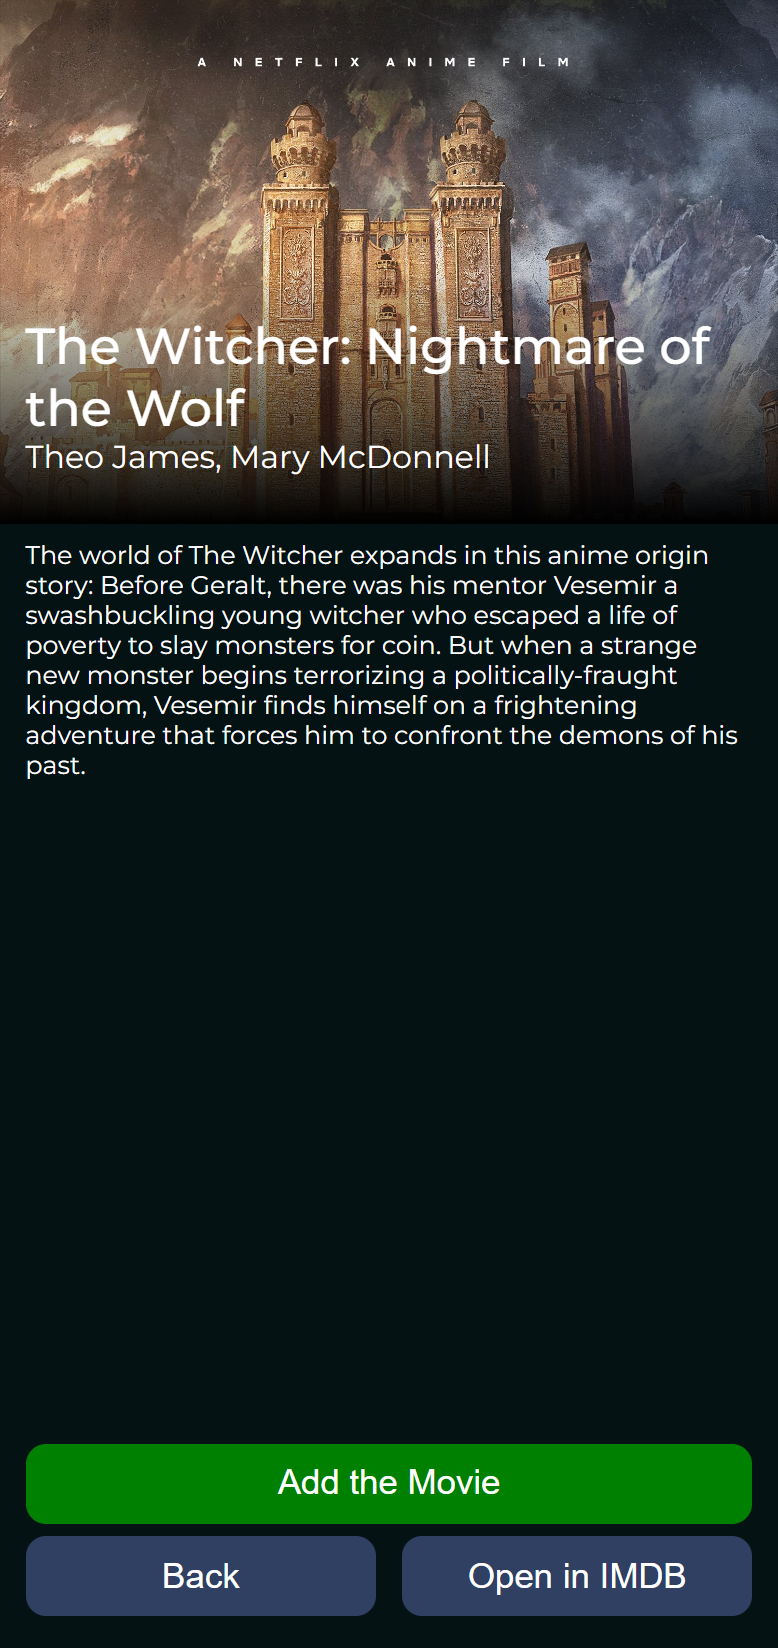 A NETFLIX ANIME FILM
The Witcher: Nightmare of
the Wolf
Theo James, Mary McDonnell
The world of The Witcher expands in this anime origin
story: Before Geralt, there was his mentor Vesemir a
swashbuckling young witcher who escaped a life of
poverty to slay monsters for coin. But when a strange
new monster begins terrorizing a politically-fraught
kingdom, Vesemir finds himself on a frightening
adventure that forces him to confront the demons of his
past.
Add the Movie
Back
Open in IMDB